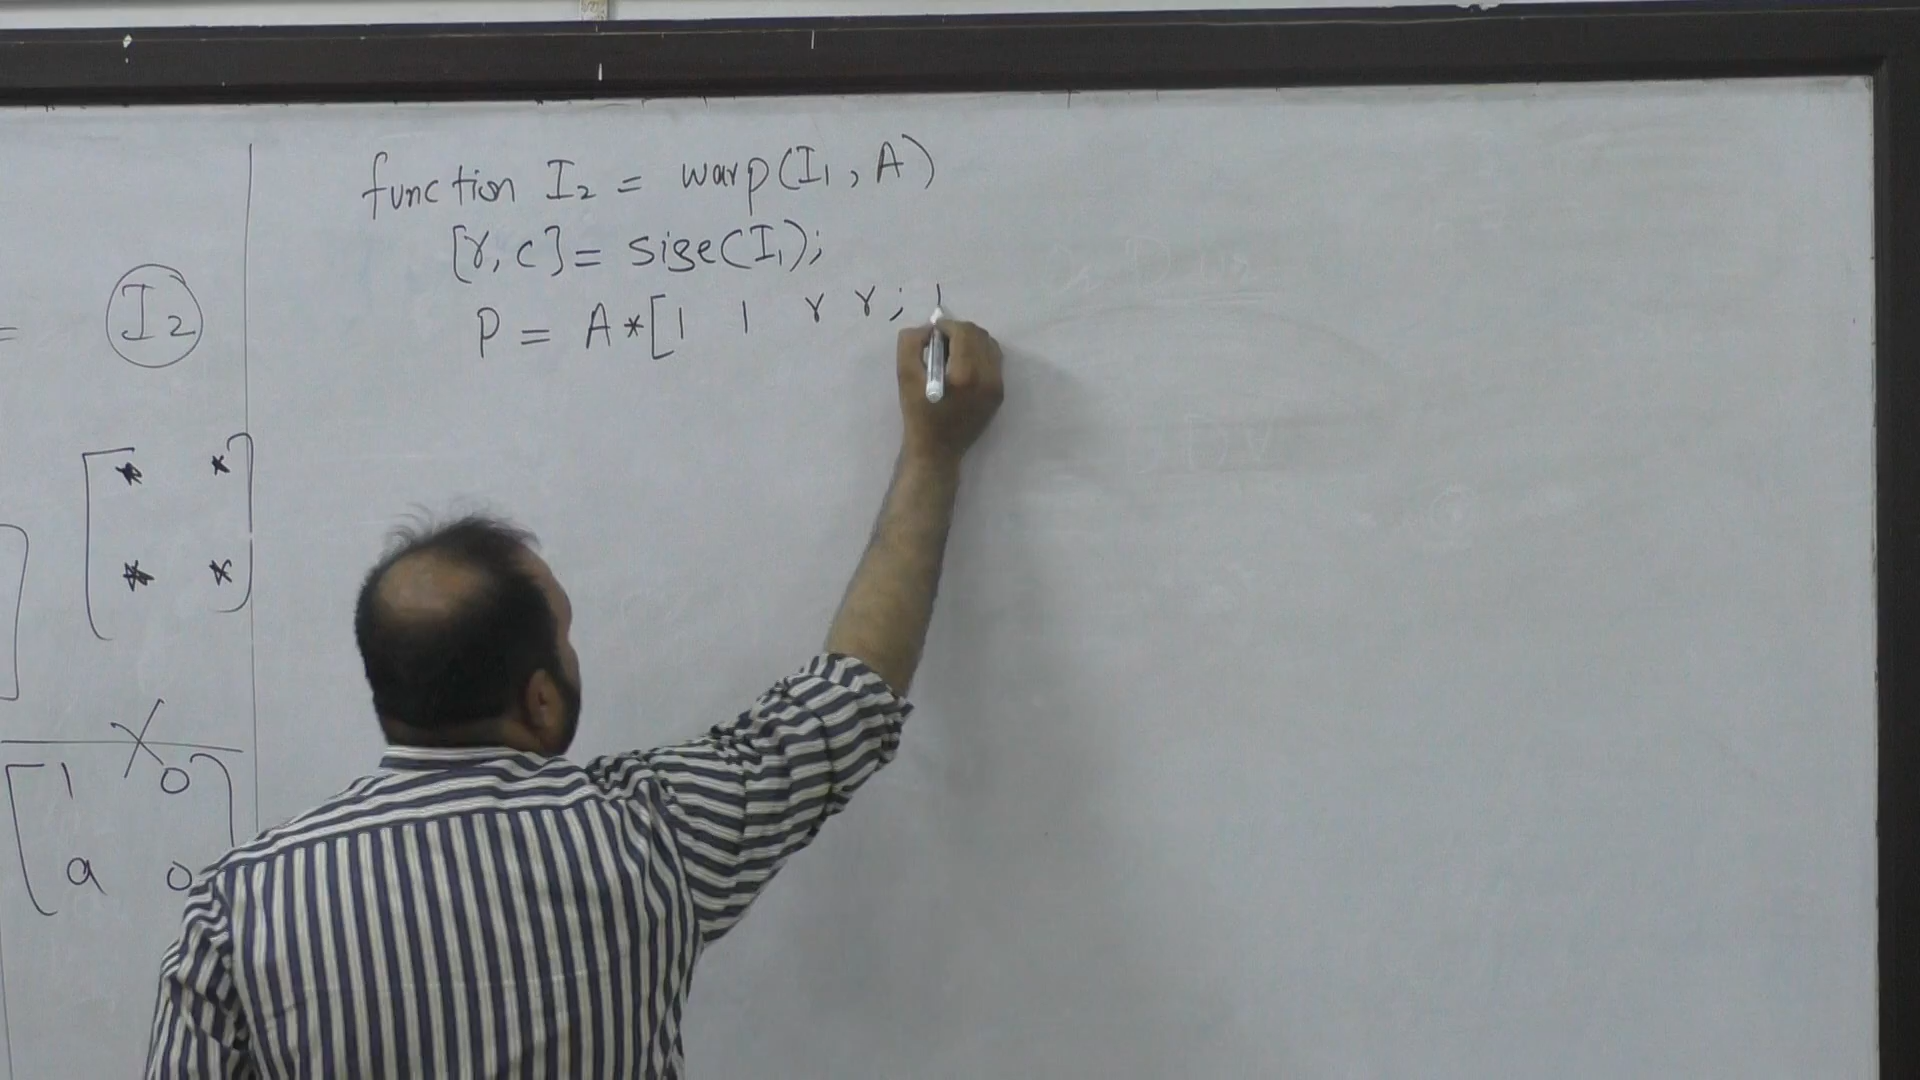 function I₂ = warp(I₁, A)
[r, c] = size(I₁);
P = A*[1 1 r r; 1
= I₂
* *
* *
1 0
a 0